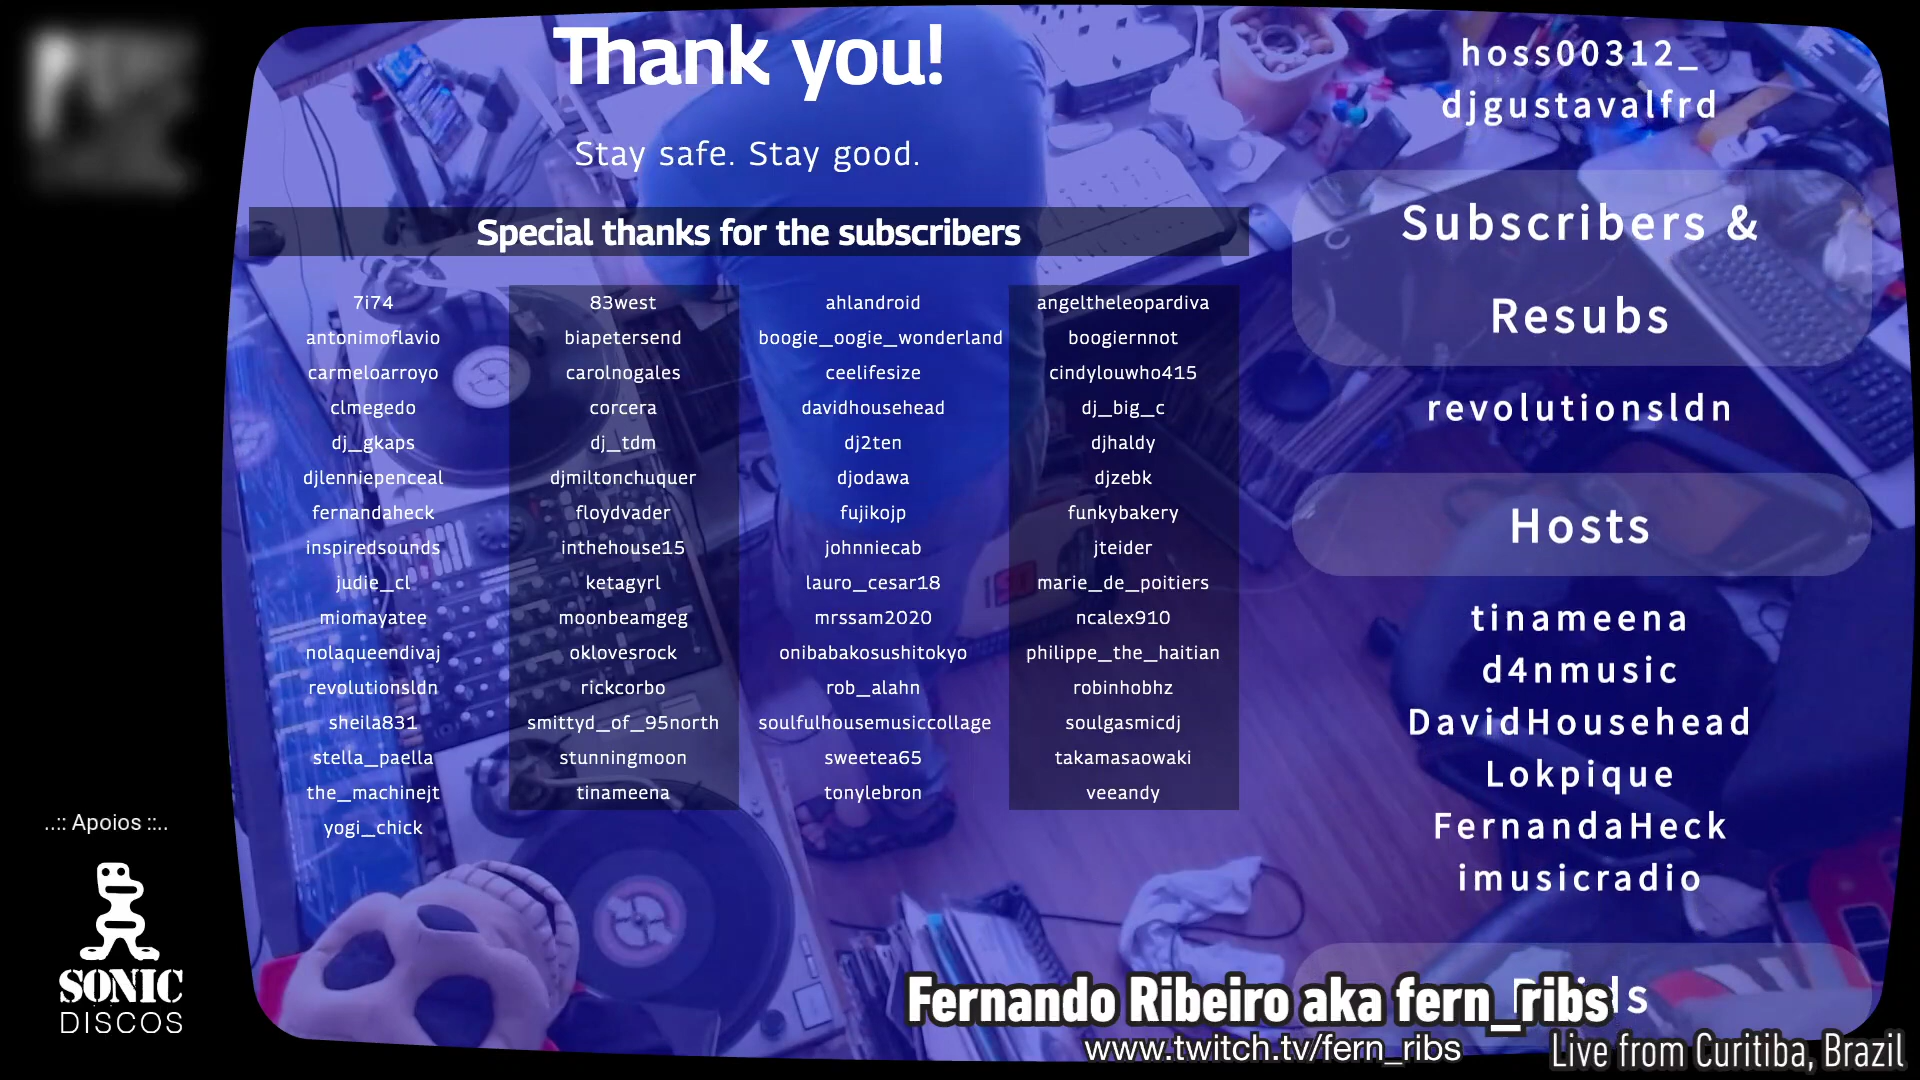 Thank you!
Stay safe. Stay good.
Special thanks for the subscribers
7i74 83west ahlandroid angeltheleopardiva
antonimoflavio biapetersend boogie_oogie_wonderland boogiernnot
carmeloarroyo carolnogales ceelifesize cindylouwho415
clmegedo corcera davidhousehead dj_big_c
dj_gkaps dj_tdm dj2ten djhaldy
djlenniepenceal djmiltonchuquer djodawa djzebk
fernandaheck floydvader fujikojp funkybakery
inspiredsounds inthehouse15 johnniecab jteider
judie_cl ketagyrl lauro_cesar18 marie_de_poitiers
miomayatee moonbeamgeg mrssam2020 ncalex910
nolaqueendivaj oklovesrock onibabakosushitokyo philippe_the_haitian
revolutionsldn rickcorbo rob_alahn robinhobhz
sheila831 smittyd_of_95north soulfulhousemusiccollage soulgasmicdj
stella_paella stunningmoon sweetea65 takamasaowaki
the_machinejt tinameena tonylebron veeandy
yogi_chick
hoss00312_
djgustavalfrd
Subscribers &
Resubs
revolutionsldn
Hosts
tinameena
d4nmusic
DavidHousehead
Lokpique
FernandaHeck
imusicradio
..:: Apoios ::..
SONIC
DISCOS
Fernando Ribeiro aka fern_ribs
www.twitch.tv/fern_ribs
Live from Curitiba, Brazil